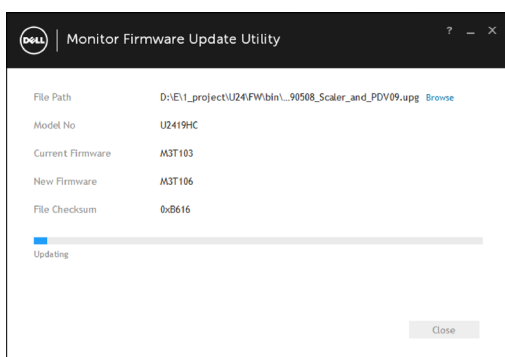 DELL
Monitor Firmware Update Utility
? _ X
File Path D:\E\1_project\U24\FW\bin\...90508_Scaler_and_PDV09.upg Browse
Model No U2419HC
Current Firmware M3T103
New Firmware M3T106
File Checksum 0xB616
Updating
Close